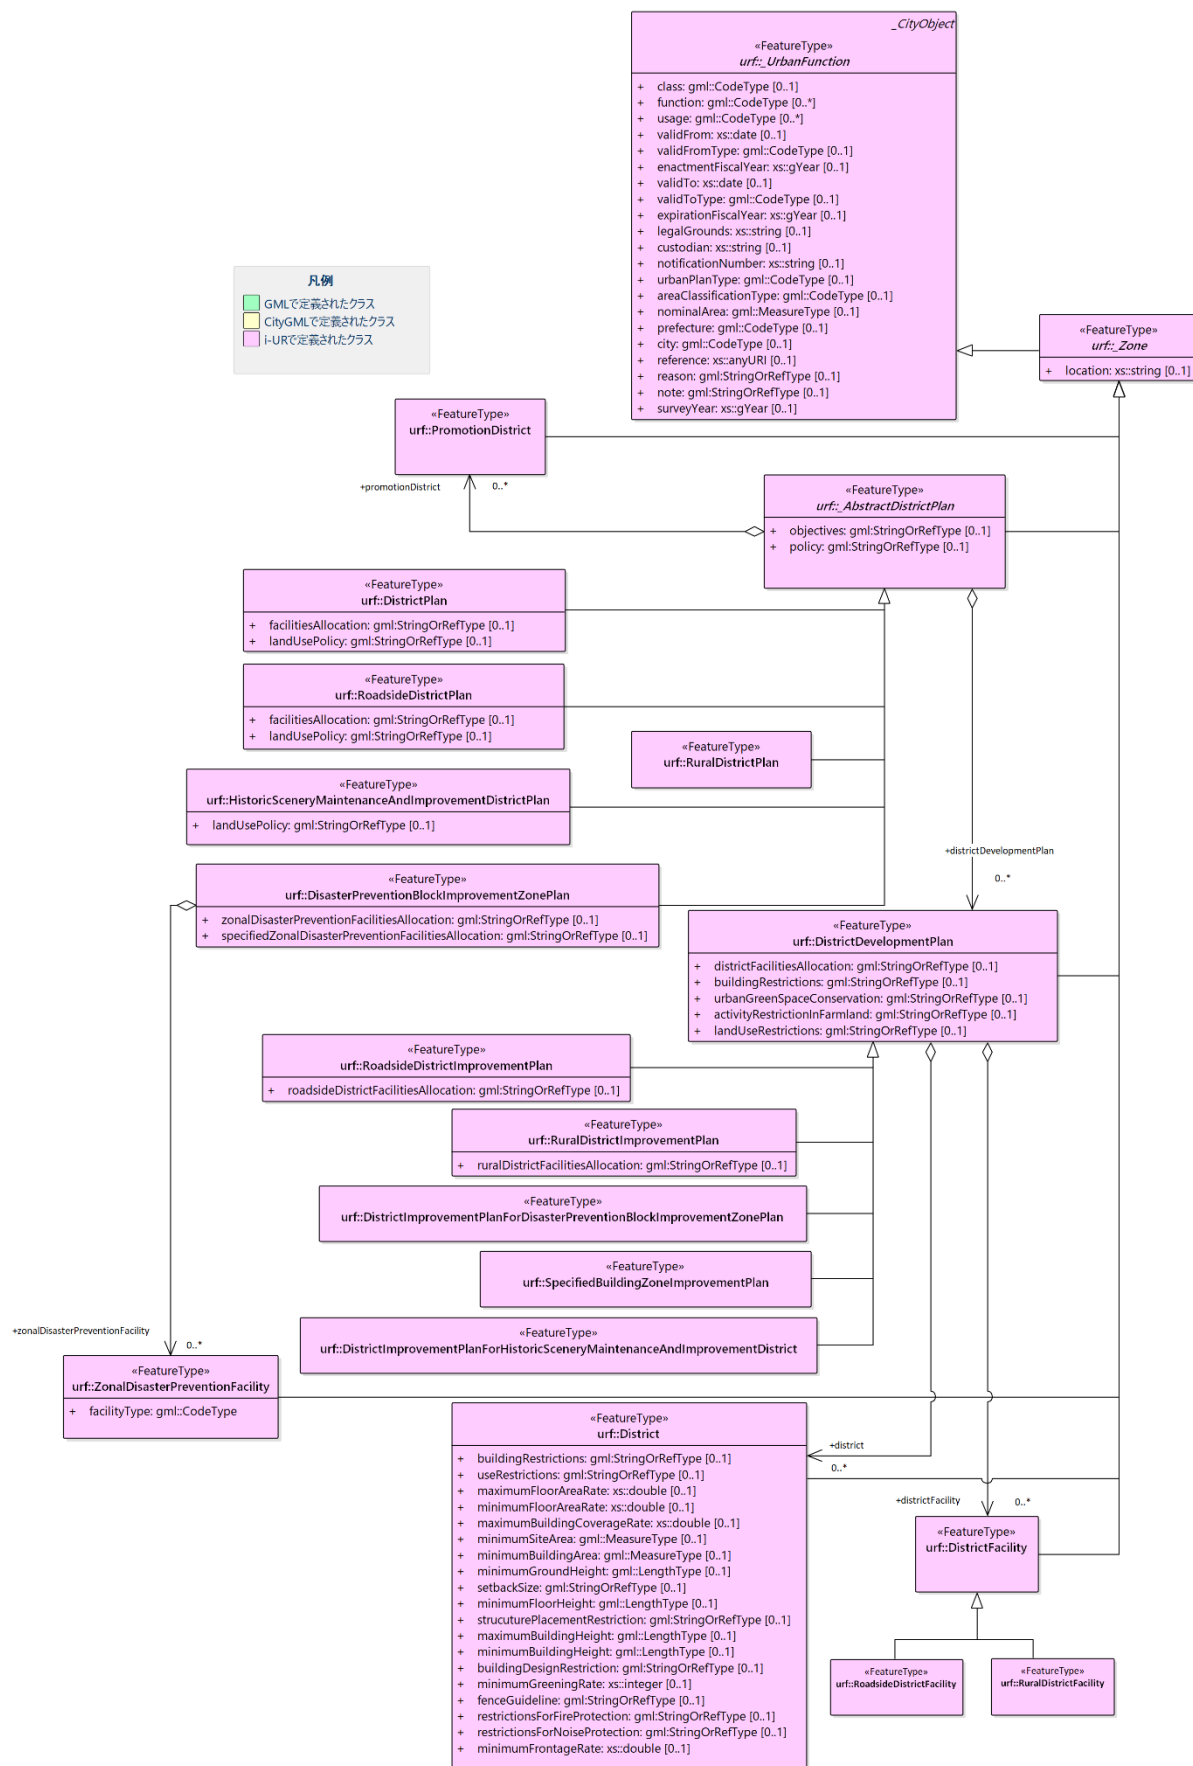 _CityObject
«FeatureType»
urf::_UrbanFunction
+ class: gml::CodeType [0..1]
+ function: gml::CodeType [0..*]
+ usage: gml::CodeType [0..*]
+ validFrom: xs::date [0..1]
+ validFromType: gml::CodeType [0..1]
+ enactmentFiscalYear: xs::gYear [0..1]
+ validTo: xs::date [0..1]
+ validToType: gml::CodeType [0..1]
+ expirationFiscalYear: xs::gYear [0..1]
+ legalGrounds: xs::string [0..1]
+ custodian: xs::string [0..1]
+ notificationNumber: xs::string [0..1]
+ urbanPlanType: gml::CodeType [0..1]
+ areaClassificationType: gml::CodeType [0..1]
+ nominalArea: gml::MeasureType [0..1]
+ prefecture: gml::CodeType [0..1]
+ city: gml::CodeType [0..1]
+ reference: xs::anyURI [0..1]
+ reason: gml:StringOrRefType [0..1]
+ note: gml:StringOrRefType [0..1]
+ surveyYear: xs::gYear [0..1]
凡例
GMLで定義されたクラス
CityGMLで定義されたクラス
i-URで定義されたクラス
«FeatureType»
urf::_Zone
+ location: xs::string [0..1]
«FeatureType»
urf::PromotionDistrict
+promotionDistrict
0..*
«FeatureType»
urf::_AbstractDistrictPlan
+ objectives: gml:StringOrRefType [0..1]
+ policy: gml:StringOrRefType [0..1]
«FeatureType»
urf::DistrictPlan
+ facilitiesAllocation: gml:StringOrRefType [0..1]
+ landUsePolicy: gml:StringOrRefType [0..1]
«FeatureType»
urf::RoadsideDistrictPlan
+ facilitiesAllocation: gml:StringOrRefType [0..1]
+ landUsePolicy: gml:StringOrRefType [0..1]
«FeatureType»
urf::RuralDistrictPlan
«FeatureType»
urf::HistoricSceneryMaintenanceAndImprovementDistrictPlan
+ landUsePolicy: gml:StringOrRefType [0..1]
+districtDevelopmentPlan
0..*
«FeatureType»
urf::DisasterPreventionBlockImprovementZonePlan
+ zonalDisasterPreventionFacilitiesAllocation: gml:StringOrRefType [0..1]
+ specifiedZonalDisasterPreventionFacilitiesAllocation: gml:StringOrRefType [0..1]
«FeatureType»
urf::DistrictDevelopmentPlan
+ districtFacilitiesAllocation: gml:StringOrRefType [0..1]
+ buildingRestrictions: gml:StringOrRefType [0..1]
+ urbanGreenSpaceConservation: gml:StringOrRefType [0..1]
+ activityRestrictionInFarmland: gml:StringOrRefType [0..1]
+ landUseRestrictions: gml:StringOrRefType [0..1]
«FeatureType»
urf::RoadsideDistrictImprovementPlan
+ roadsideDistrictFacilitiesAllocation: gml:StringOrRefType [0..1]
«FeatureType»
urf::RuralDistrictImprovementPlan
+ ruralDistrictFacilitiesAllocation: gml:StringOrRefType [0..1]
«FeatureType»
urf::DistrictImprovementPlanForDisasterPreventionBlockImprovementZonePlan
«FeatureType»
urf::SpecifiedBuildingZoneImprovementPlan
«FeatureType»
urf::DistrictImprovementPlanForHistoricSceneryMaintenanceAndImprovementDistrict
+zonalDisasterPreventionFacility
0..*
«FeatureType»
urf::ZonalDisasterPreventionFacility
+ facilityType: gml::CodeType
«FeatureType»
urf::District
+ buildingRestrictions: gml:StringOrRefType [0..1]
+ useRestrictions: gml:StringOrRefType [0..1]
+ maximumFloorAreaRate: xs::double [0..1]
+ minimumFloorAreaRate: xs::double [0..1]
+ maximumBuildingCoverageRate: xs::double [0..1]
+ minimumSiteArea: gml::MeasureType [0..1]
+ minimumBuildingArea: gml::MeasureType [0..1]
+ minimumGroundHeight: gml::LengthType [0..1]
+ setbackSize: gml:StringOrRefType [0..1]
+ minimumFloorHeight: gml::LengthType [0..1]
+ strucuturePlacementRestriction: gml:StringOrRefType [0..1]
+ maximumBuildingHeight: gml::LengthType [0..1]
+ minimumBuildingHeight: gml::LengthType [0..1]
+ buildingDesignRestriction: gml:StringOrRefType [0..1]
+ minimumGreeningRate: xs::integer [0..1]
+ fenceGuideline: gml:StringOrRefType [0..1]
+ restrictionsForFireProtection: gml:StringOrRefType [0..1]
+ restrictionsForNoiseProtection: gml:StringOrRefType [0..1]
+ minimumFrontageRate: xs::double [0..1]
+district
0..*
+districtFacility
0..*
«FeatureType»
urf::DistrictFacility
«FeatureType»
urf::RoadsideDistrictFacility
«FeatureType»
urf::RuralDistrictFacility